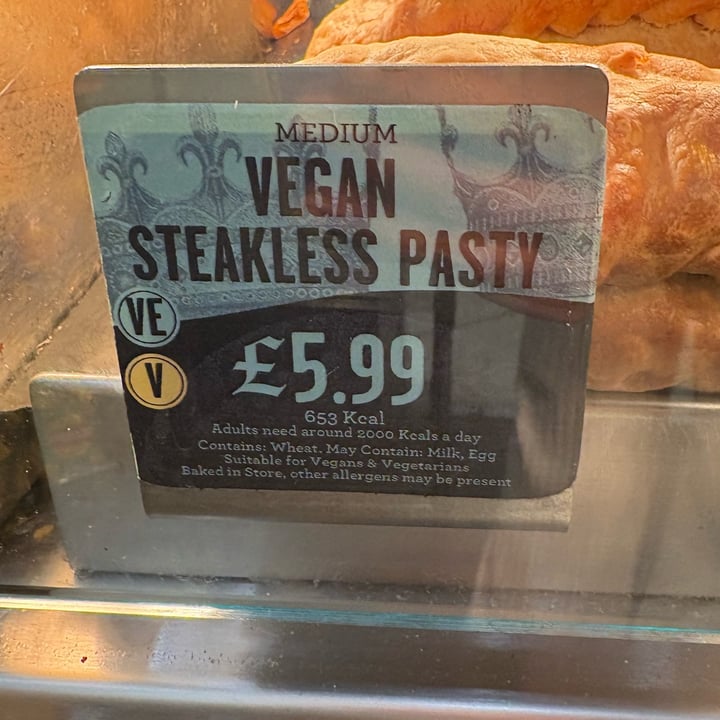 MEDIUM
VEGAN
STEAKLESS PASTY
VE
V
£5.99
653 Kcal
Adults need around 2000 Kcals a day
Contains: Wheat. May Contain: Milk, Egg
Suitable for Vegans & Vegetarians
Baked in Store, other allergens may be present